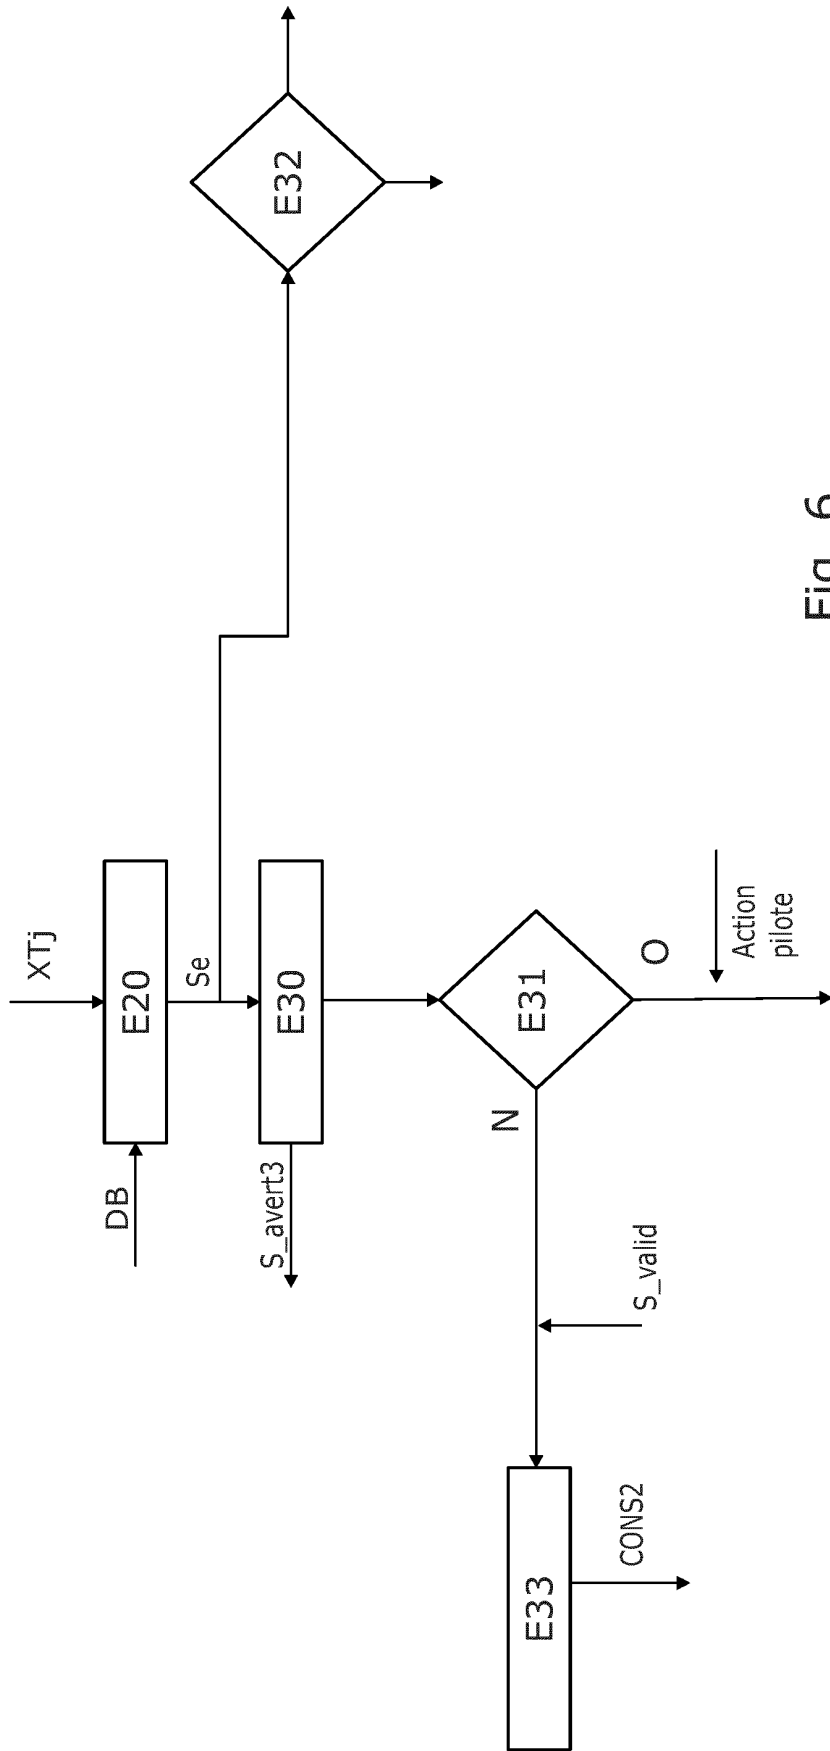 XTj
DB
E20
Se
E32
S_avert3
E30
N
E31
O
S_valid
Action
pilote
E33
CONS2
Fig. 6